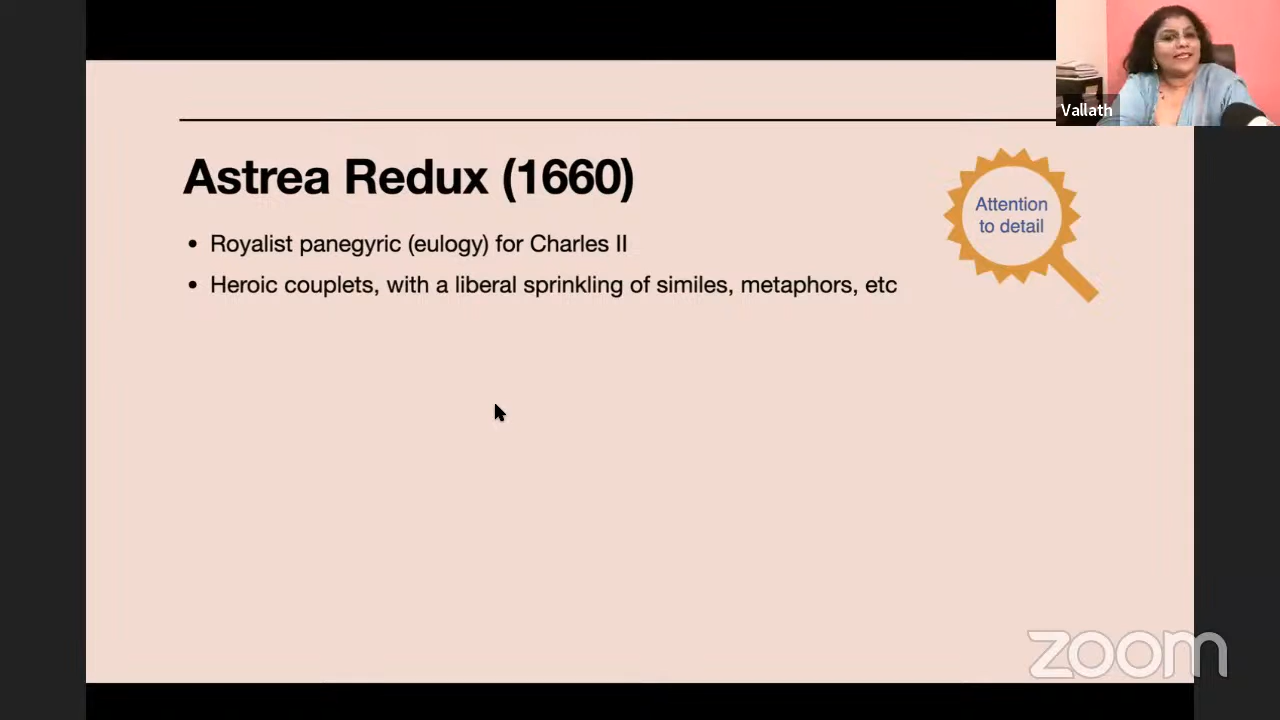 Vallath
Astrea Redux (1660)
Attention
to detail
• Royalist panegyric (eulogy) for Charles II
• Heroic couplets, with a liberal sprinkling of similes, metaphors, etc
zoom